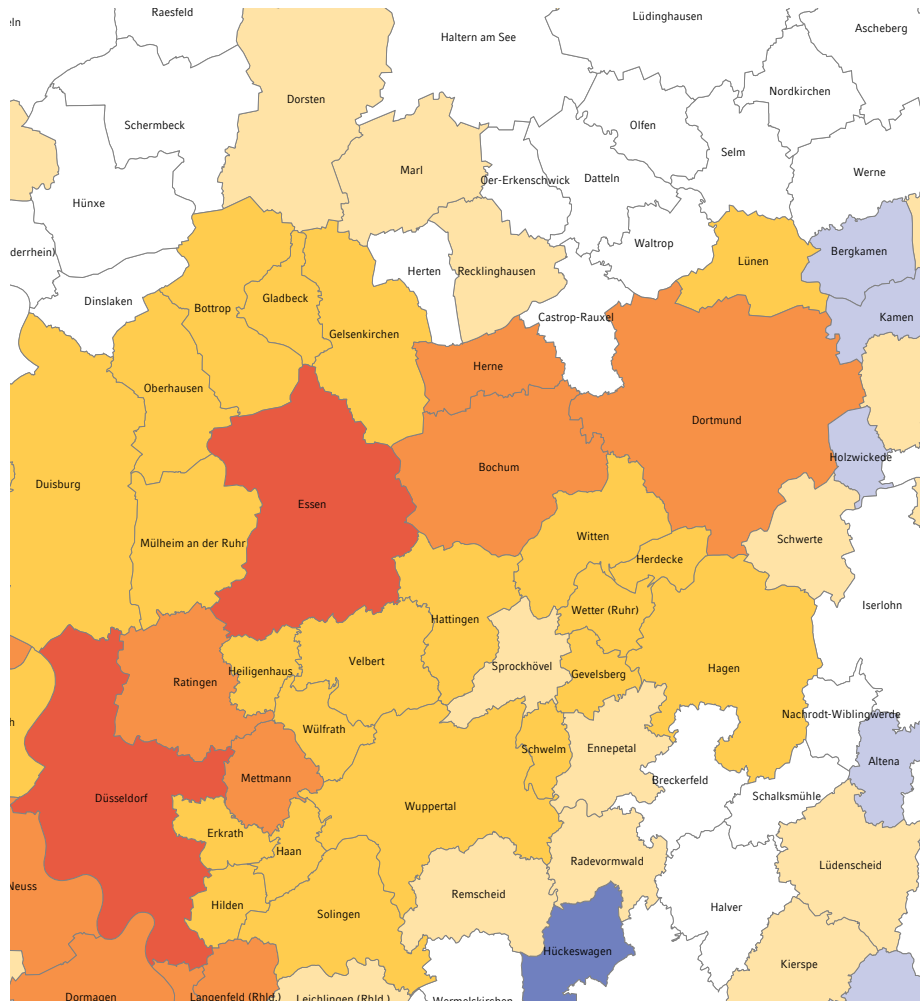 eln
Raesfeld
Lüdinghausen
Haltern am See
Ascheberg
Nordkirchen
Dorsten
Schermbeck
Olfen
Selm
Marl
Oer-Erkenschwick
Datteln
Werne
Hünxe
Waltrop
derrhein)
Bergkamen
Lünen
Herten
Recklinghausen
Dinslaken
Gladbeck
Bottrop
Castrop-Rauxel
Kamen
Gelsenkirchen
Herne
Oberhausen
Dortmund
Holzwickede
Bochum
Duisburg
Essen
Witten
Schwerte
Mülheim an der Ruhr
Herdecke
Iserlohn
Wetter (Ruhr)
Hattingen
Velbert
Sprockhövel
Hagen
Heiligenhaus
Gevelsberg
Ratingen
Nachrodt-Wiblingwerde
h
Wülfrath
Schwelm
Ennepetal
Altena
Mettmann
Breckerfeld
Düsseldorf
Schalksmühle
Wuppertal
Erkrath
Haan
Radevormwald
Lüdenscheid
Neuss
Remscheid
Hilden
Halver
Solingen
Hückeswagen
Kierspe
Dormagen
Langenfeld (Rhld.)
Leichlingen (Rhld.)
Wermelskirchen